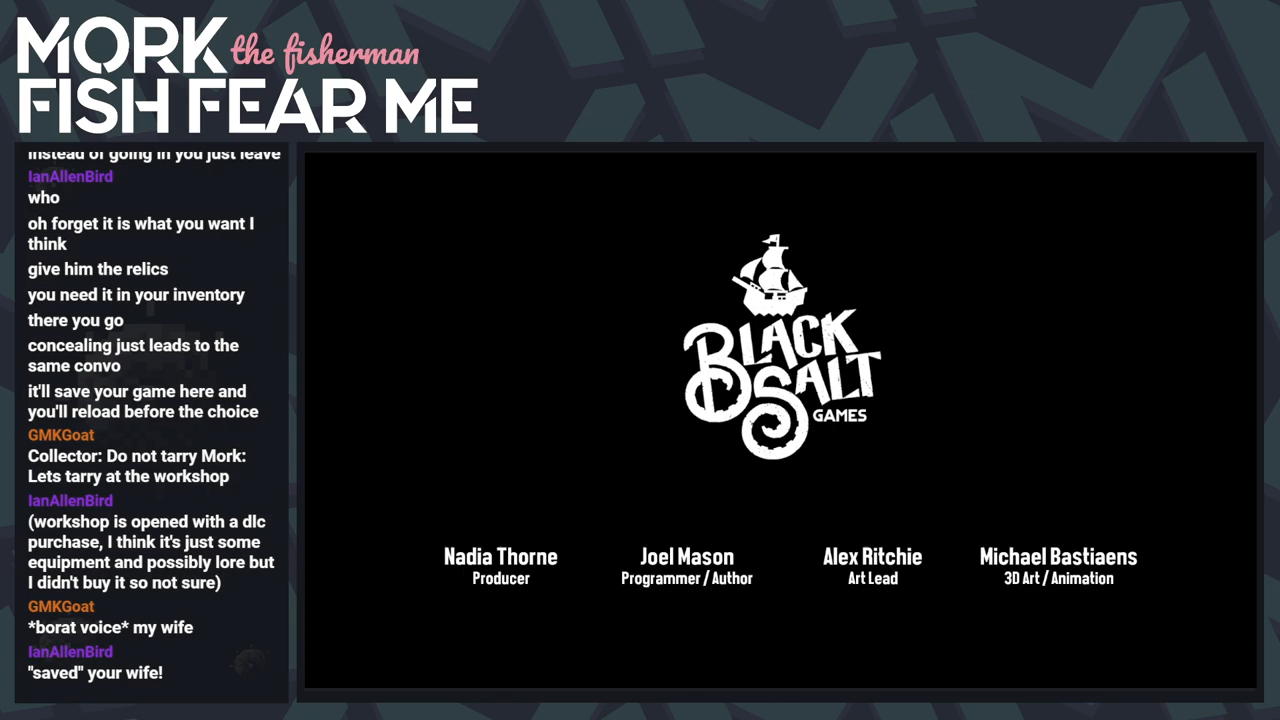 MORK the fisherman
FISH FEAR ME
instead of going in you just leave
IanAllenBird
who
oh forget it is what you want I
think
give him the relics
you need it in your inventory
there you go
concealing just leads to the
same convo
it'll save your game here and
you'll reload before the choice
GMKGoat
Collector: Do not tarry Mork:
Lets tarry at the workshop
IanAllenBird
(workshop is opened with a dlc
purchase, I think it's just some
equipment and possibly lore but
I didn't buy it so not sure)
GMKGoat
*borat voice* my wife
IanAllenBird
"saved" your wife!
BLACK
SALT
GAMES
Nadia Thorne
Producer
Joel Mason
Programmer / Author
Alex Ritchie
Art Lead
Michael Bastiaens
3D Art / Animation